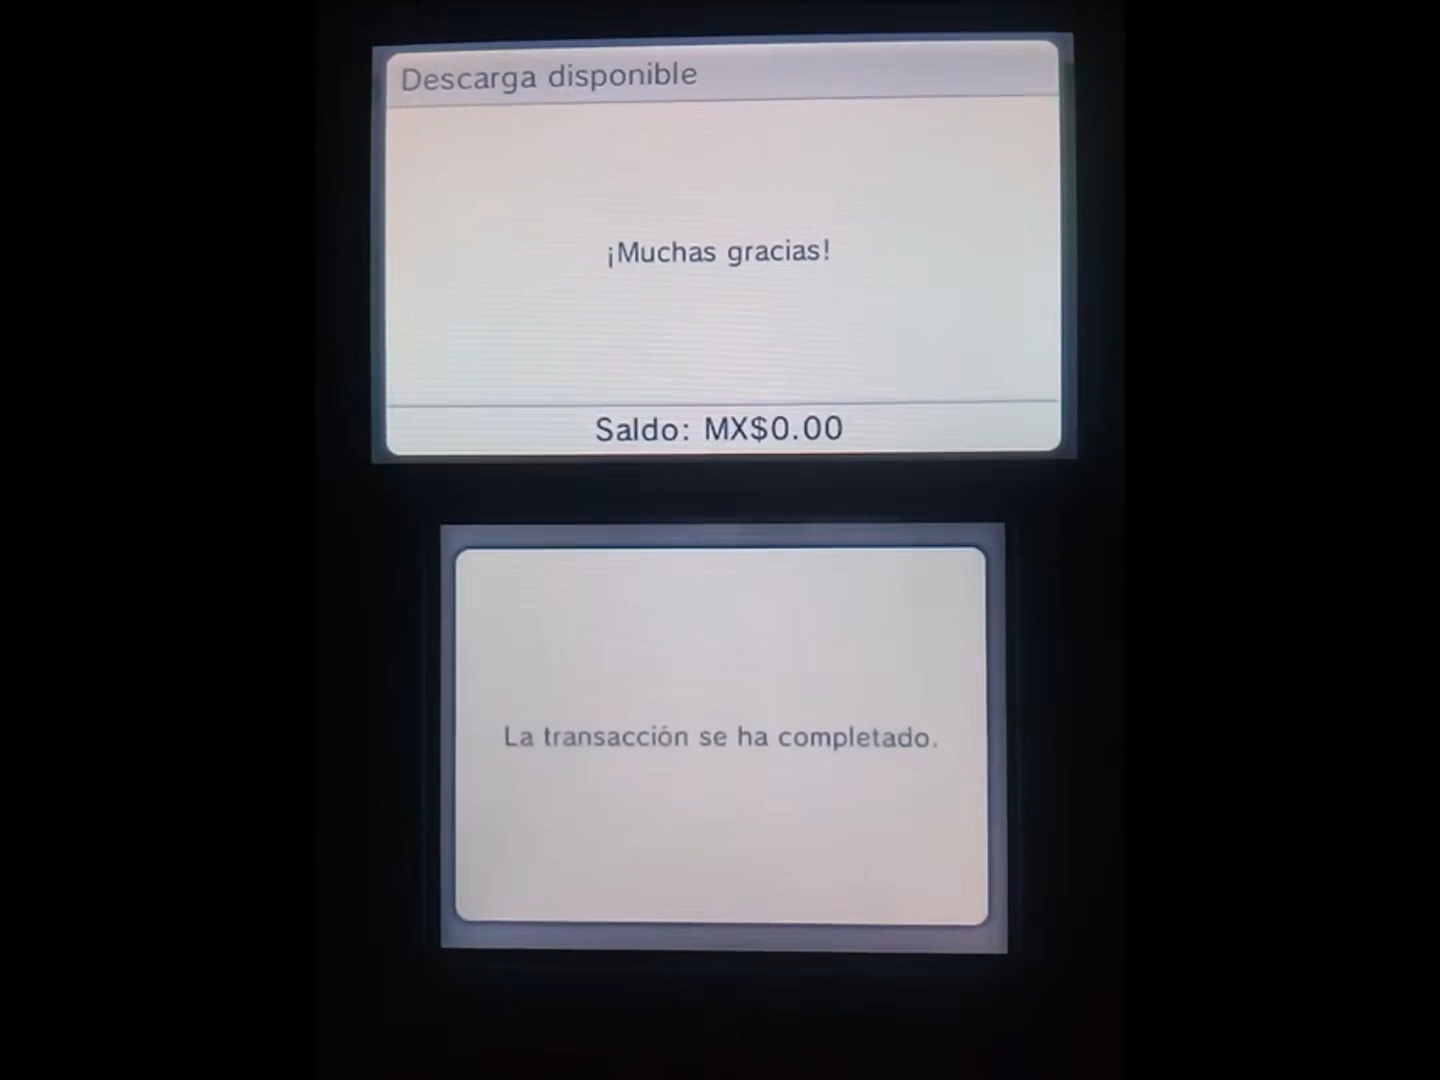 Descarga disponible
¡Muchas gracias!
Saldo: MX$0.00
La transacción se ha completado.